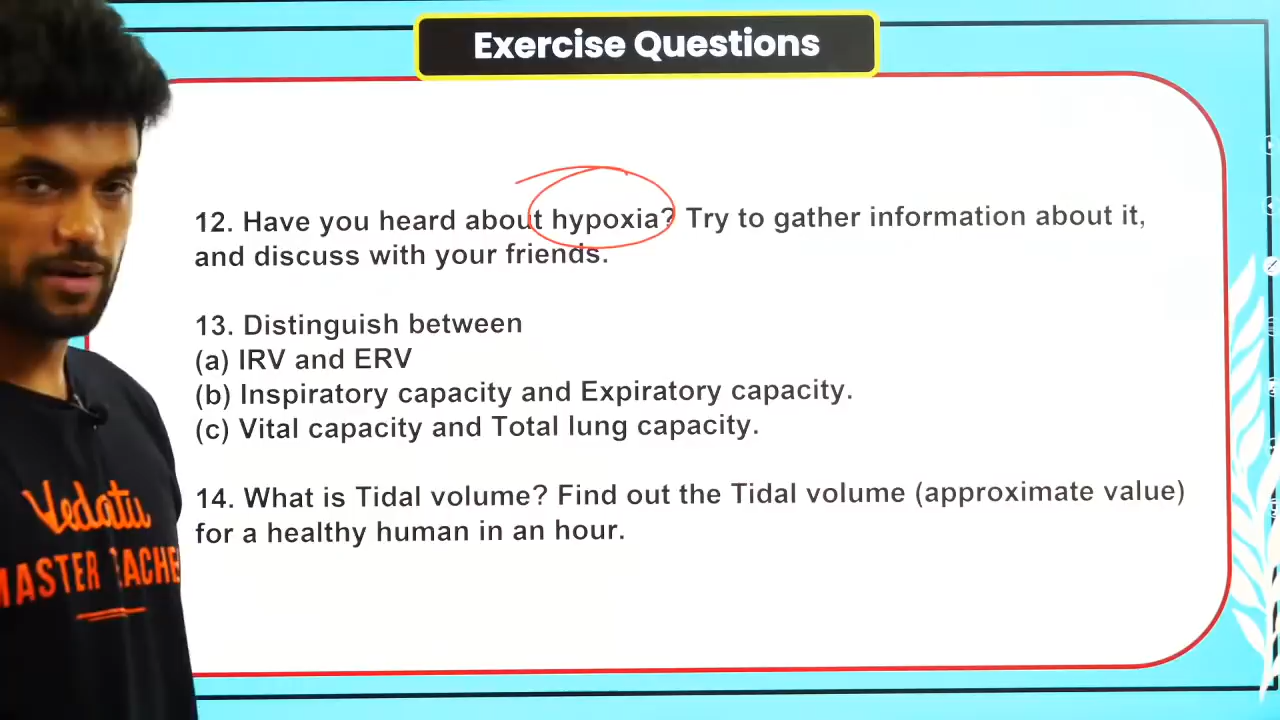 Exercise Questions
12. Have you heard about hypoxia? Try to gather information about it,
and discuss with your friends.
13. Distinguish between
(a) IRV and ERV
(b) Inspiratory capacity and Expiratory capacity.
(c) Vital capacity and Total lung capacity.
14. What is Tidal volume? Find out the Tidal volume (approximate value)
for a healthy human in an hour.
Vedantu
MASTER TEACHE